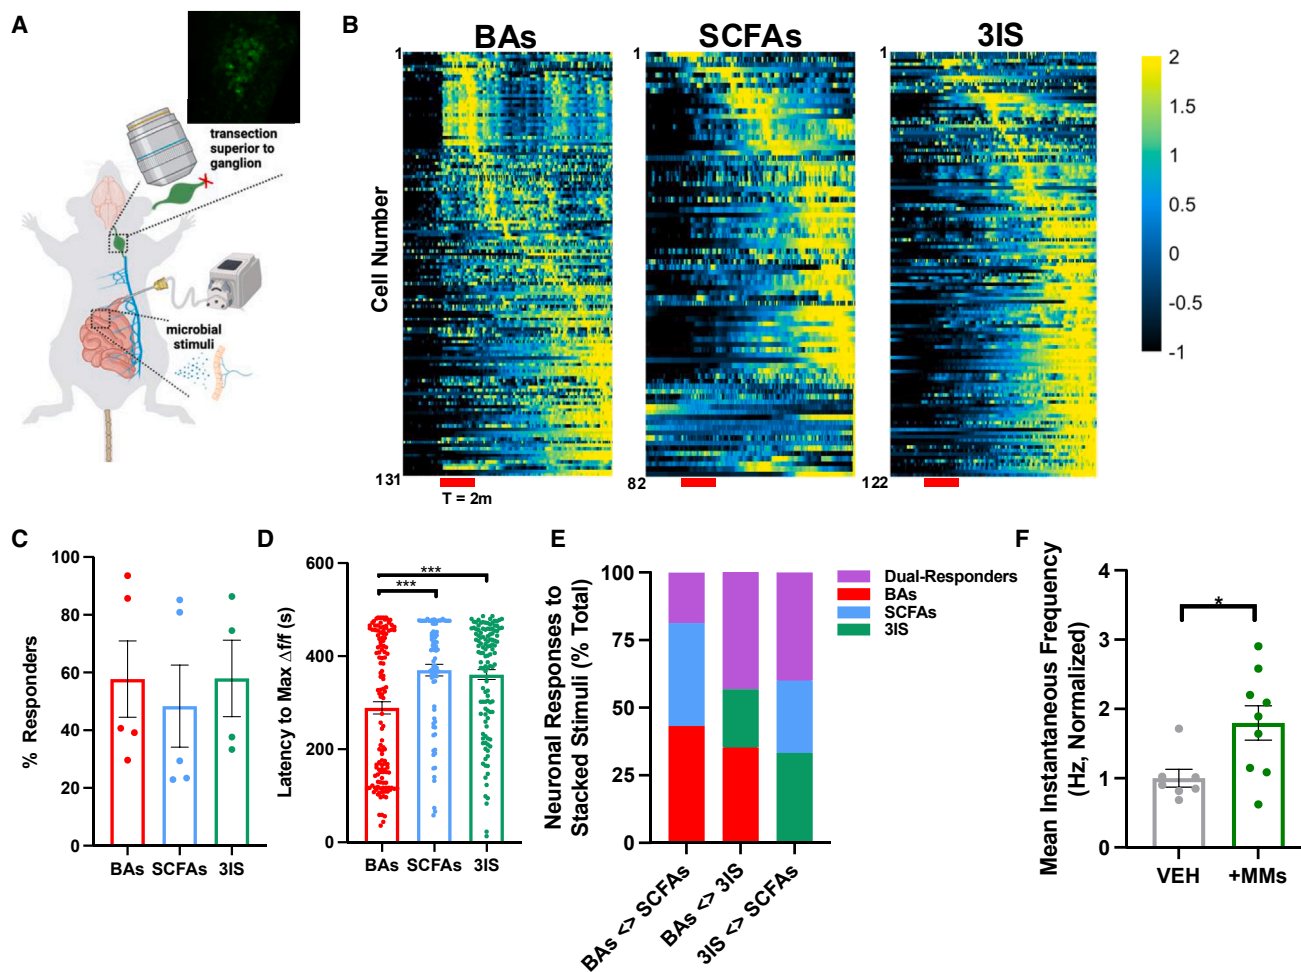 A
transection
superior to
ganglion
microbial
stimuli
B
BAs
SCFAs
3IS
Cell Number
1
131
T = 2m
1
82
1
122
2
1.5
1
0.5
0
-0.5
-1
C
% Responders
100
80
60
40
20
0
BAs
SCFAs
3IS
D
Latency to Max Δf/f (s)
600
400
200
0
***
***
BAs
SCFAs
3IS
E
Neuronal Responses to
Stacked Stimuli (% Total)
100
75
50
25
0
BAs <> SCFAs
BAs <> 3IS
3IS <> SCFAs
Dual-Responders
BAs
SCFAs
3IS
F
Mean Instantaneous Frequency
(Hz, Normalized)
4
3
2
1
0
*
VEH
+MMs